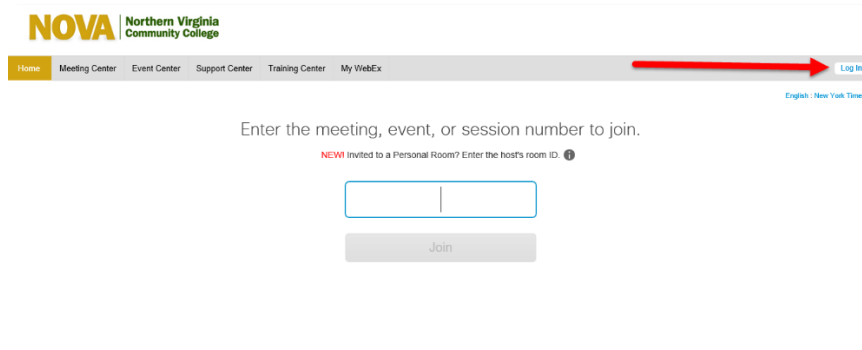 NOVA Northern Virginia
Community College
Home Meeting Center Event Center Support Center Training Center My WebEx Log In
English : New York Time
Enter the meeting, event, or session number to join.
NEW! Invited to a Personal Room? Enter the host's room ID.
Join